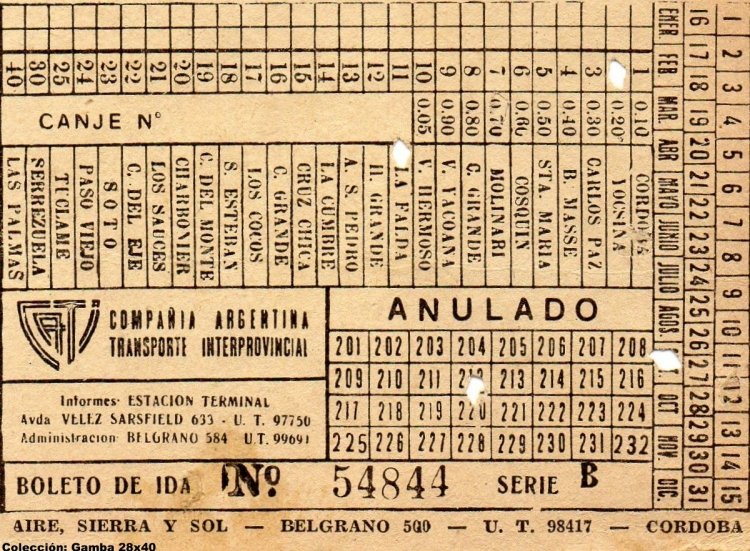 40 30 25 24 23 22 21 20 19 18 17 16 15 14 13 12 11 10 9 8 7 6 5 4 3 1
0.05 0.90 0.80 0.70 0.60 0.50 0.40 0.30 0.20 0.10
CANJE N°
LAS PALMAS
SERREZUELA
TUCLAME
PASO VIEJO
SOTO
C. DEL EJE
LOS SAUCES
CHARBONIER
C. DEL MONTE
S. ESTEBAN
LOS COCOS
C. GRANDE
CRUZ CHICA
LA CUMBRE
A. S. PEDRO
H. GRANDE
LA FALDA
V. HERMOSO
V. YACOANA
C. GRANDE
MOLINARI
COSQUIN
STA. MARIA
B. MASSE
CARLOS PAZ
YOCSINA
CORDOBA
ENER. FEB MAR. ABR MAYO JUNIO JULIO AGOS. OCT NOV. DIC.
16 17 18 19 20 21 22 23 24 25 26 27 28 29 30 31
1 2 3 4 5 6 7 8 9 10 11 12 13 14 15
CATI
COMPAÑIA ARGENTINA
TRANSPORTE INTERPROVINCIAL
Informes: ESTACION TERMINAL
Avda VELEZ SARSFIELD 633 - U. T. 97750
Administracion: BELGRANO 584 U.T. 99691
ANULADO
201 202 203 204 205 206 207 208
209 210 211 212 213 214 215 216
217 218 219 220 221 222 223 224
225 226 227 228 229 230 231 232
BOLETO DE IDA Nº 54844 SERIE B
AIRE, SIERRA Y SOL — BELGRANO 500 — U. T. 98417 — CORDOBA
Colección: Gamba 28x40